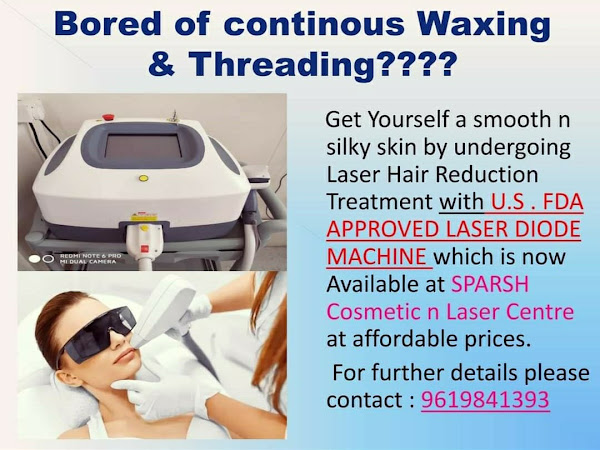 Bored of continous Waxing
& Threading????
Get Yourself a smooth n
silky skin by undergoing
Laser Hair Reduction
Treatment with U.S . FDA
APPROVED LASER DIODE
MACHINE which is now
Available at SPARSH
Cosmetic n Laser Centre
at affordable prices.
For further details please
contact : 9619841393
REDMI NOTE 6 PRO
MI DUAL CAMERA